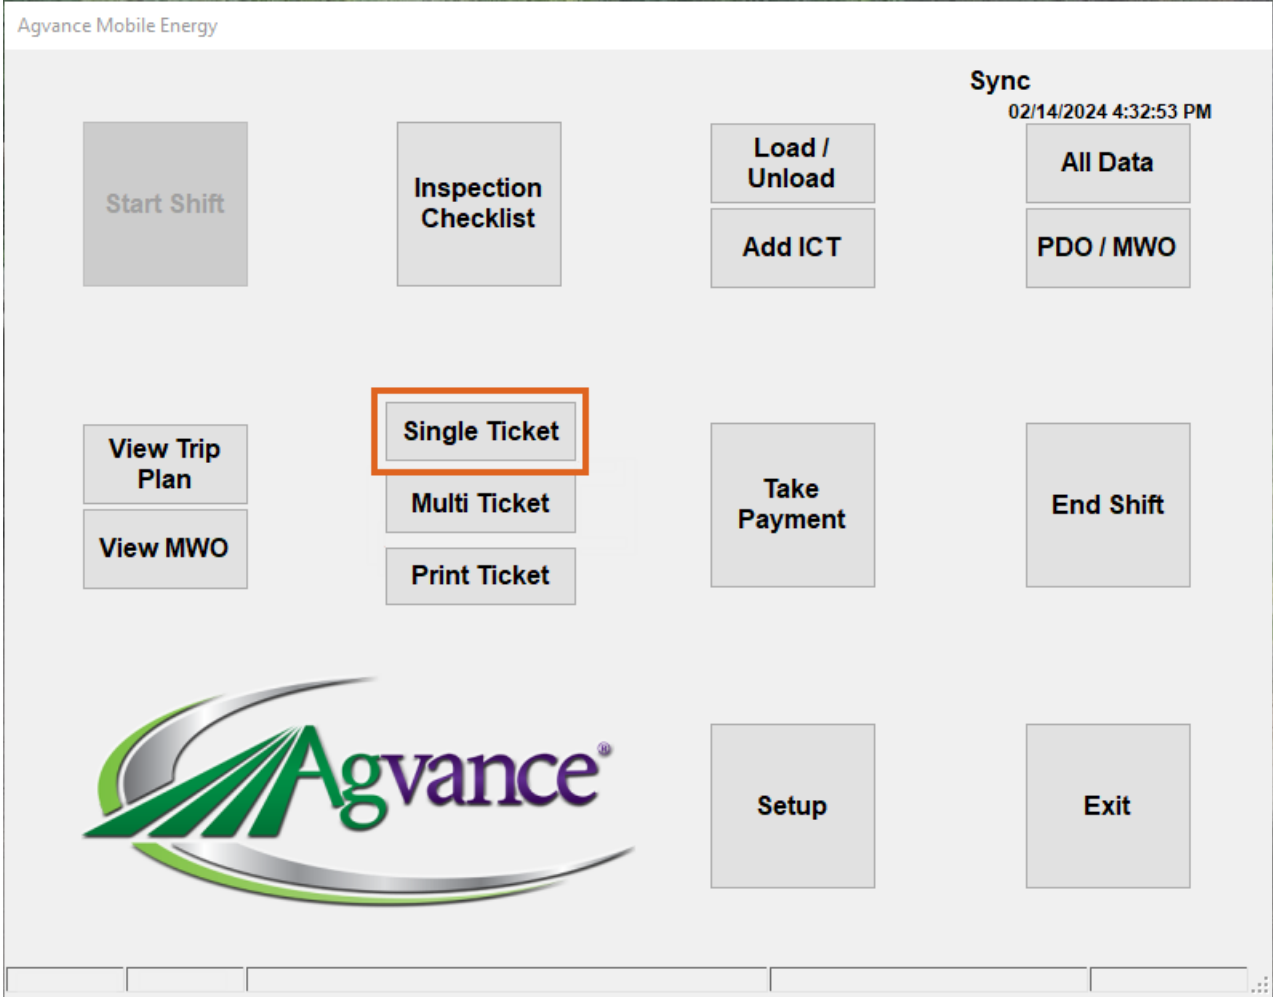 Agvance Mobile Energy
Sync
02/14/2024 4:32:53 PM
Start Shift
Inspection
Checklist
Load /
Unload
Add ICT
All Data
PDO / MWO
View Trip
Plan
View MWO
Single Ticket
Multi Ticket
Print Ticket
Take
Payment
End Shift
Agvance®
Setup
Exit